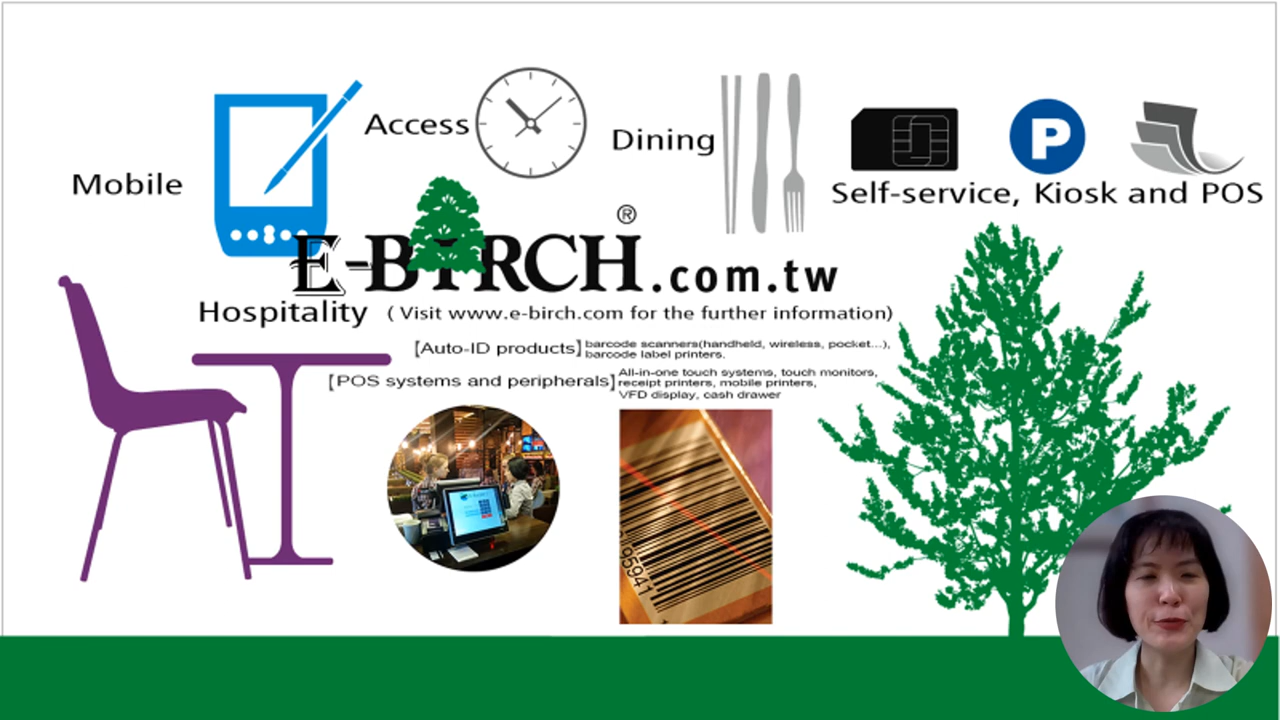 Access
Dining
Mobile
P
Self-service, Kiosk and POS
E-BIRCH®.com.tw
Hospitality
( Visit www.e-birch.com for the further information)
[Auto-ID products] barcode scanners(handheld, wireless, pocket...),
barcode label printers.
[POS systems and peripherals] All-in-one touch systems, touch monitors,
receipt printers, mobile printers,
VFD display, cash drawer
95941